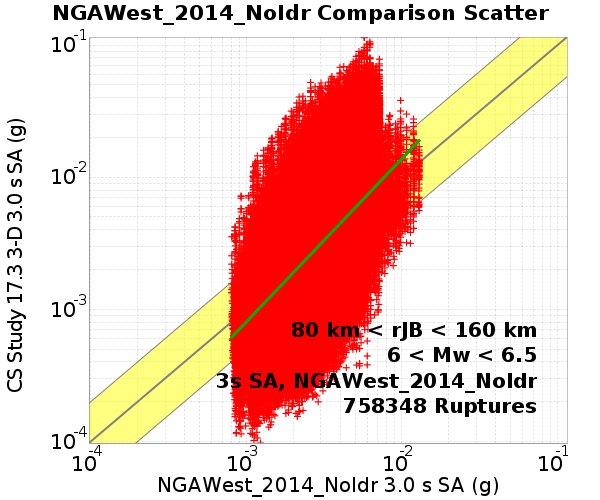 NGAWest_2014_NoIdr Comparison Scatter
CS Study 17.3 3-D 3.0 s SA (g)
10-1
10-2
10-3
10-4
80 km < rJB < 160 km
6 < Mw < 6.5
3s SA, NGAWest_2014_NoIdr
758348 Ruptures
10-4 10-3 10-2 10-1
NGAWest_2014_NoIdr 3.0 s SA (g)